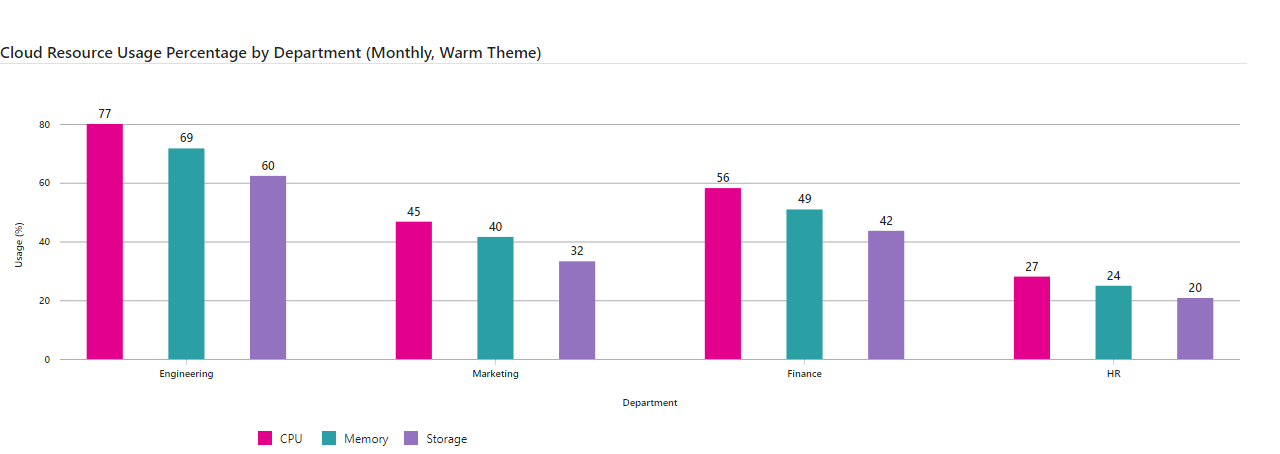 Cloud Resource Usage Percentage by Department (Monthly, Warm Theme)
77
80
69
60
60
56
45
49
40
42
40
32
27
24
20
20
0
Usage (%)
Engineering
Marketing
Finance
HR
Department
CPU
Memory
Storage